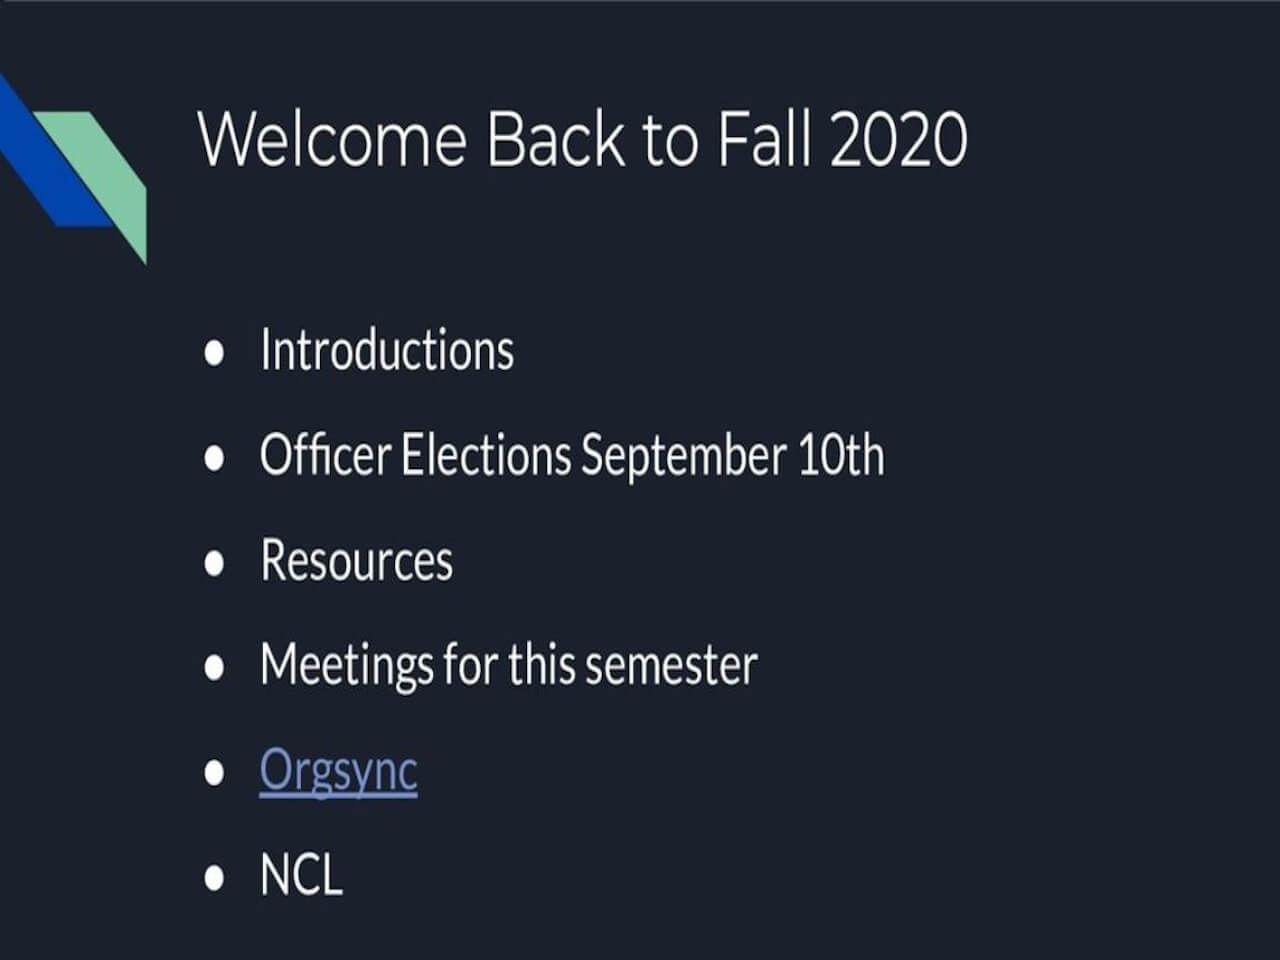 Welcome Back to Fall 2020
● Introductions
● Officer Elections September 10th
● Resources
● Meetings for this semester
● Orgsync
● NCL